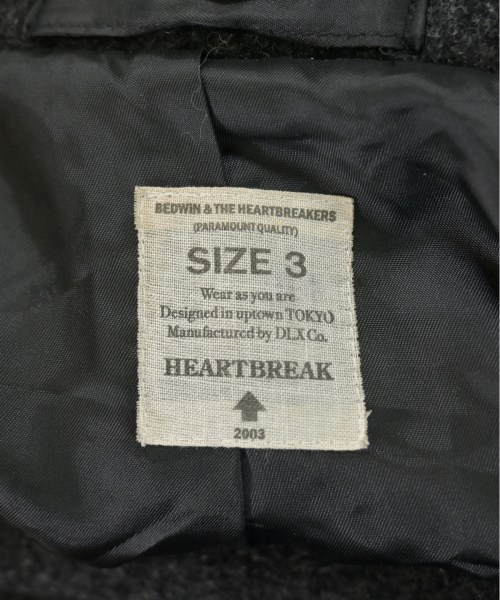 BEDWIN & THE HEARTBREAKERS
(PARAMOUNT QUALITY)
SIZE 3
Wear as you are
Designed in uptown TOKYO
Manufactured by DLX Co.
HEARTBREAK
2003